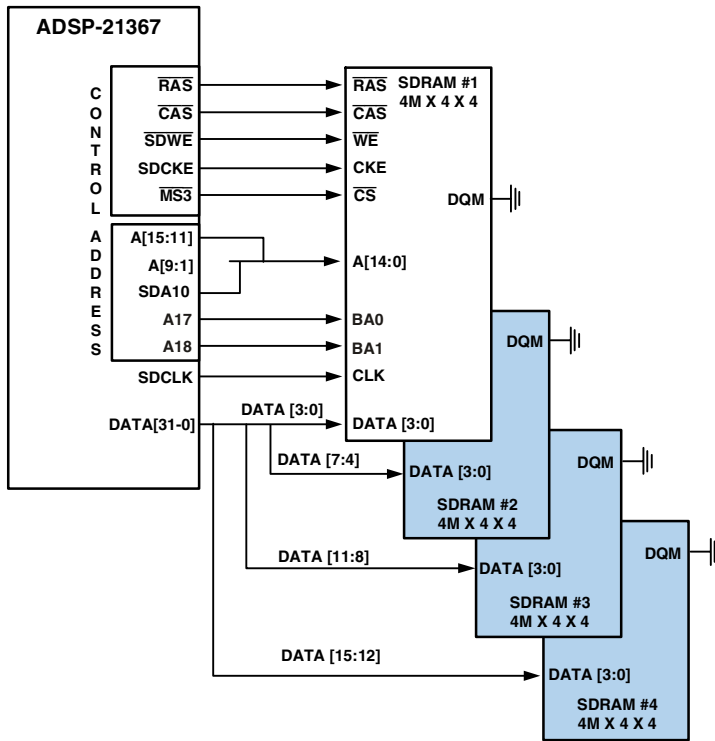 ADSP-21367
CONTROL
RAS
CAS
SDWE
SDCKE
MS3
ADDRESS
A[15:11]
A[9:1]
SDA10
A17
A18
SDCLK
DATA[31-0]
SDRAM #1
4M X 4 X 4
RAS
CAS
WE
CKE
CS
DQM
A[14:0]
BA0
BA1
CLK
DATA [3:0]
DATA [3:0]
DQM
DATA [7:4]
DATA [3:0]
SDRAM #2
4M X 4 X 4
DQM
DATA [11:8]
DATA [3:0]
SDRAM #3
4M X 4 X 4
DQM
DATA [15:12]
DATA [3:0]
SDRAM #4
4M X 4 X 4